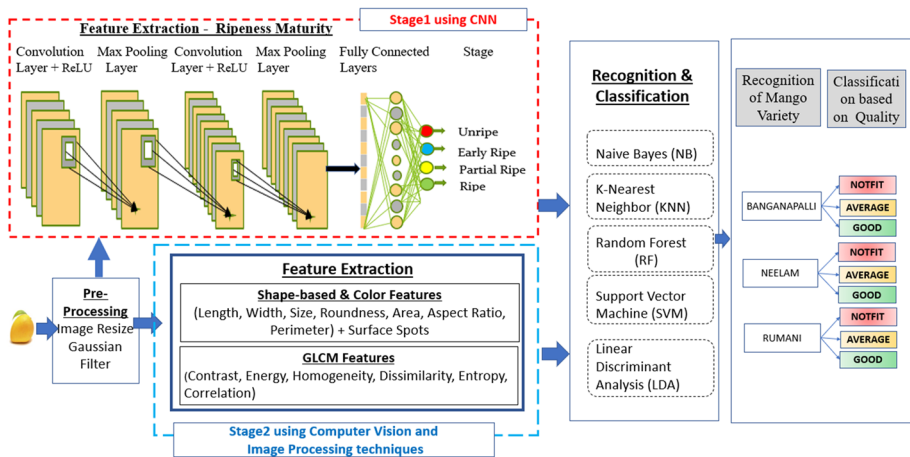 Stage1 using CNN
Feature Extraction - Ripeness Maturity
Convolution
Layer + ReLU
Max Pooling
Layer
Convolution
Layer + ReLU
Max Pooling
Layer
Fully Connected
Layers
Stage
Unripe
Early Ripe
Partial Ripe
Ripe
Pre-
Processing
Image Resize
Gaussian
Filter
Feature Extraction
Shape-based & Color Features
(Length, Width, Size, Roundness, Area, Aspect Ratio,
Perimeter) + Surface Spots
GLCM Features
(Contrast, Energy, Homogeneity, Dissimilarity, Entropy,
Correlation)
Stage2 using Computer Vision and
Image Processing techniques
Recognition &
Classification
Naive Bayes (NB)
K-Nearest
Neighbor (KNN)
Random Forest
(RF)
Support Vector
Machine (SVM)
Linear
Discriminant
Analysis (LDA)
Recognition
of Mango
Variety
Classificati
on based
on Quality
BANGANAPALLI
NOTFIT
AVERAGE
GOOD
NEELAM
NOTFIT
AVERAGE
GOOD
RUMANI
NOTFIT
AVERAGE
GOOD